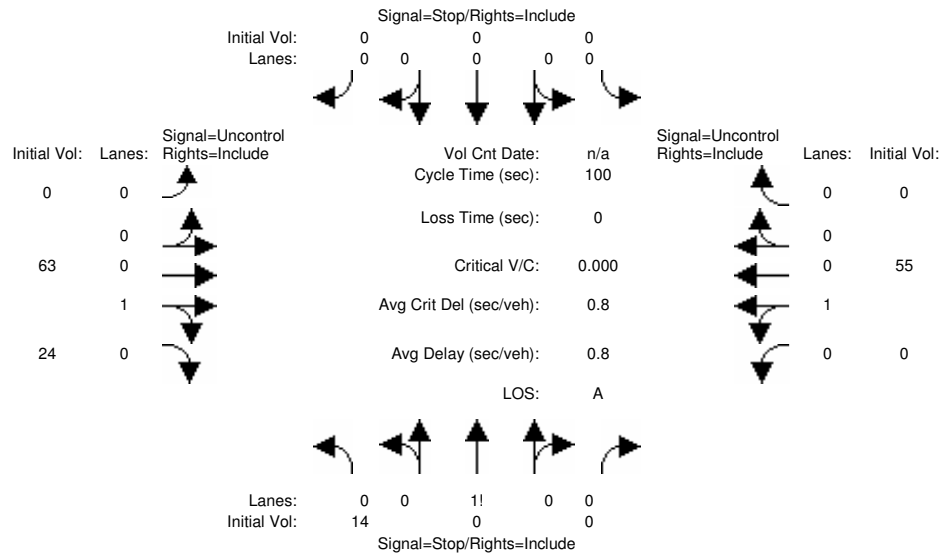 Signal=Stop/Rights=Include
Initial Vol: 0 0 0
Lanes: 0 0 0 0 0
Signal=Uncontrol
Initial Vol: Lanes: Rights=Include
Vol Cnt Date: n/a
Signal=Uncontrol
Rights=Include Lanes: Initial Vol:
Cycle Time (sec): 100
0 0
0 0
Loss Time (sec): 0
0
0
63 0
Critical V/C: 0.000
0 55
1
Avg Crit Del (sec/veh): 0.8
1
24 0
Avg Delay (sec/veh): 0.8
0 0
LOS: A
Lanes: 0 0 1! 0 0
Initial Vol: 14 0 0
Signal=Stop/Rights=Include